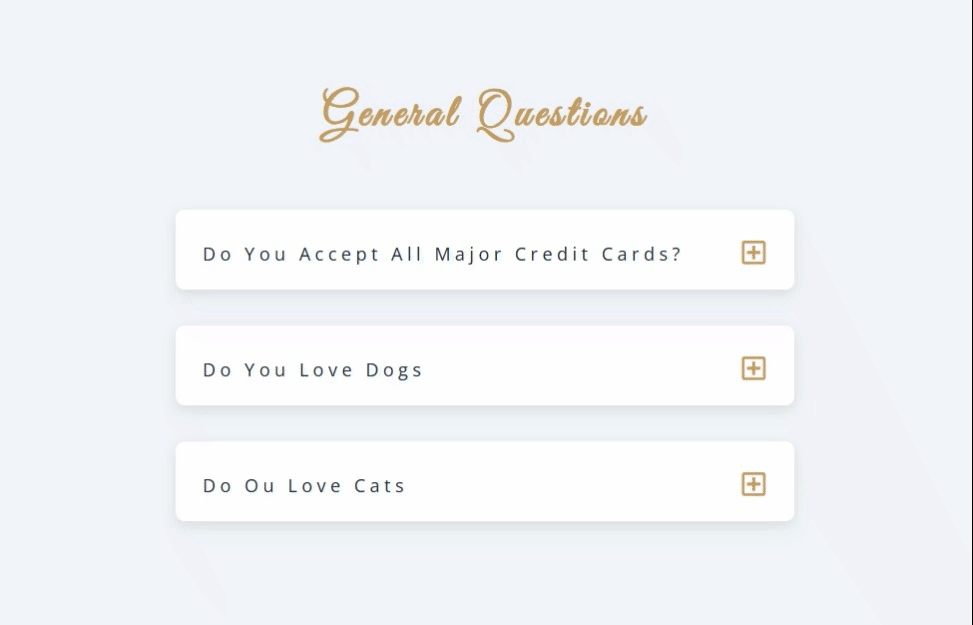 General Questions
Do You Accept All Major Credit Cards?
Do You Love Dogs
Do Ou Love Cats